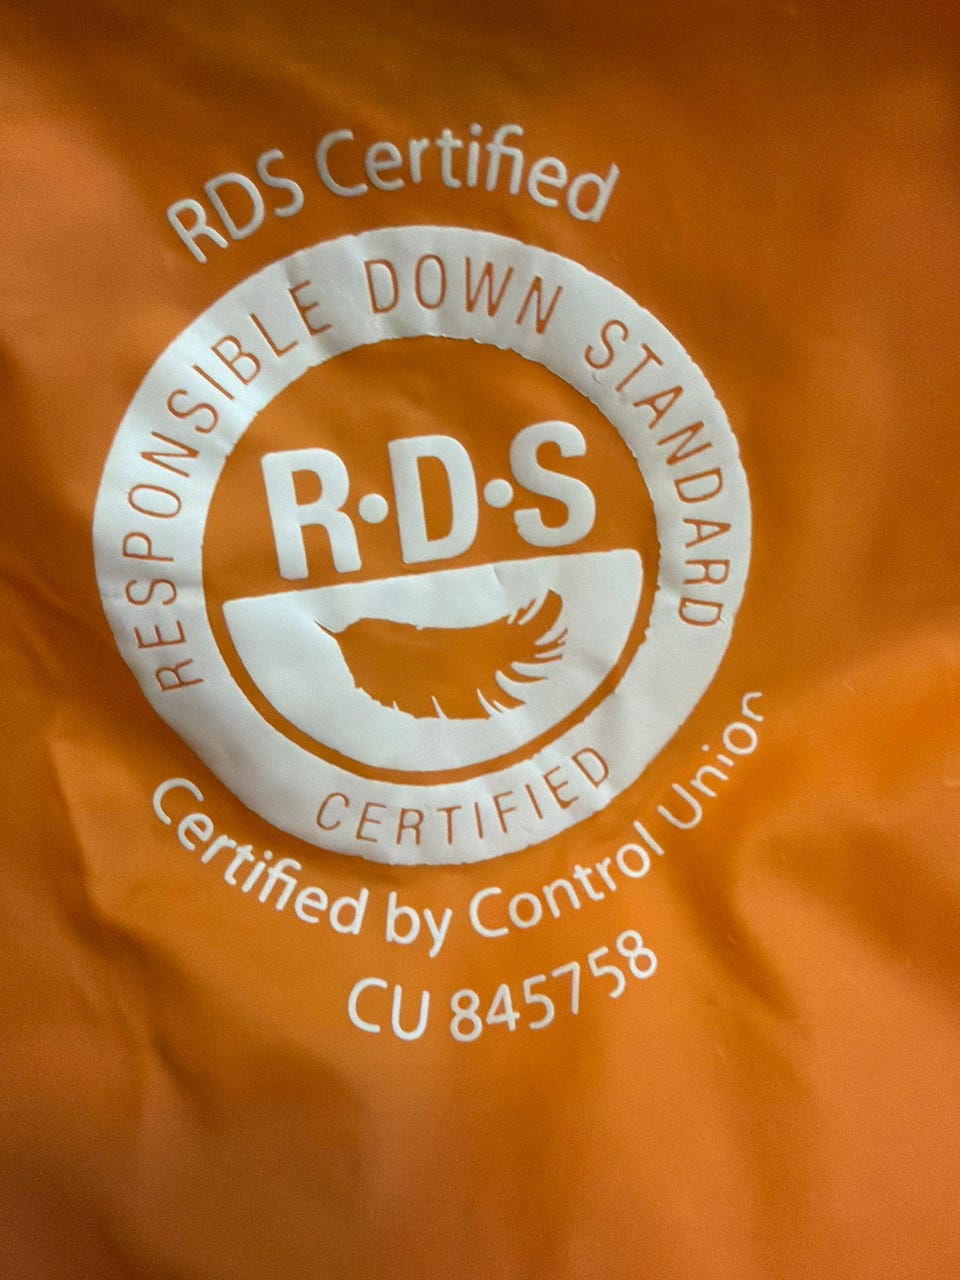 RDS Certified
RESPONSIBLE DOWN STANDARD
R·D·S
CERTIFIED
Certified by Control Union
CU 845758